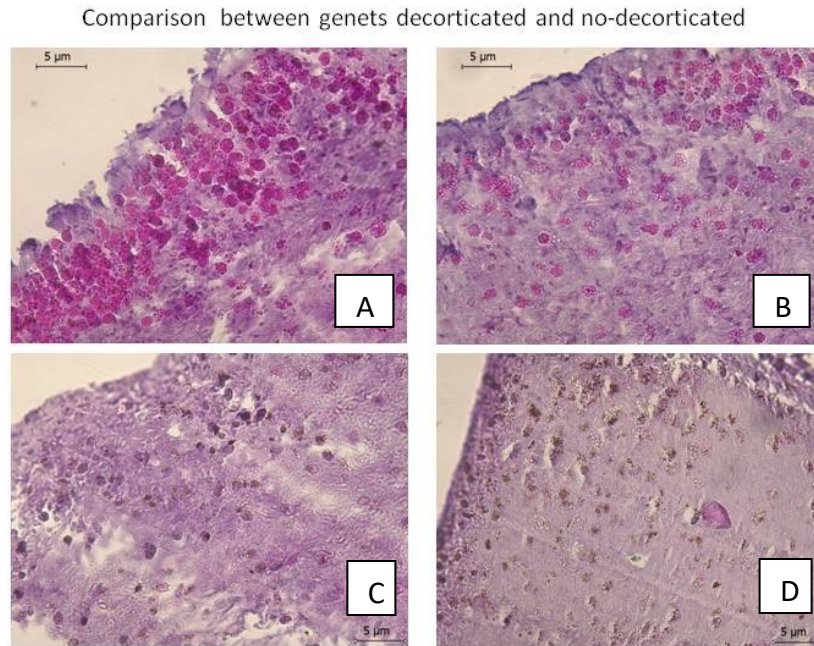 Comparison between genets decorticated and no-decorticated
5 µm
5 µm
A
B
C
5 µm
D
5 µm